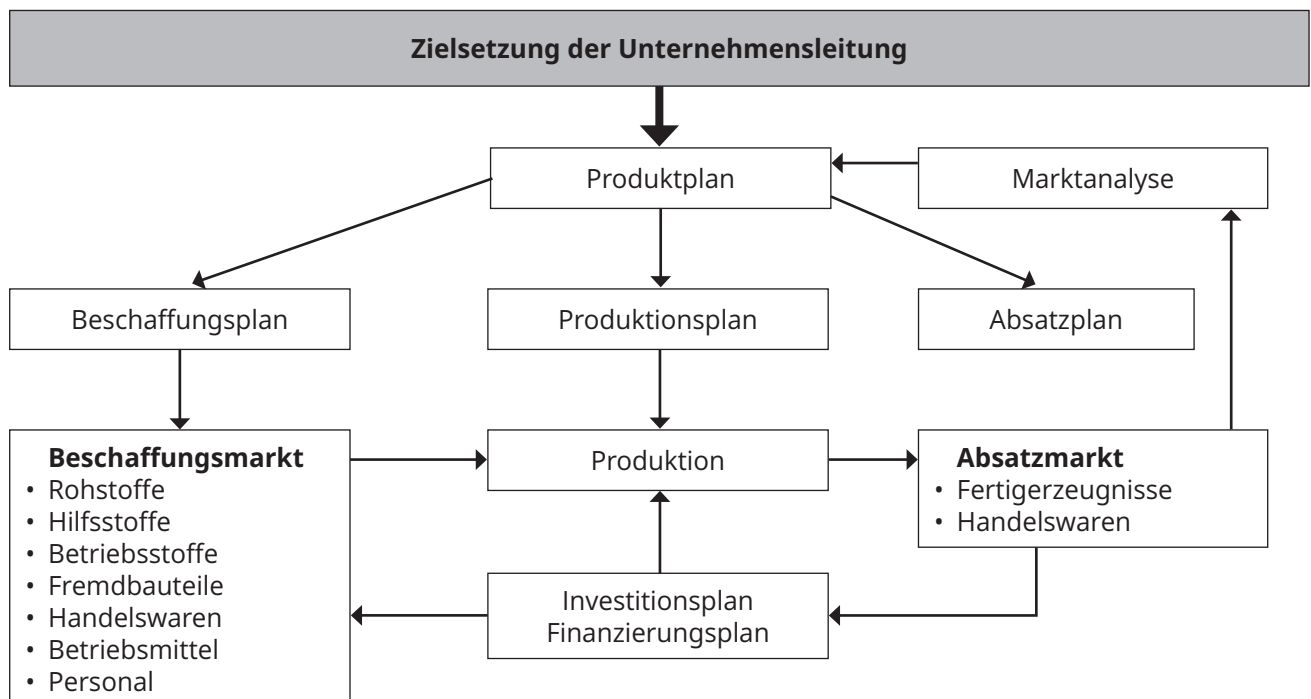 Zielsetzung der Unternehmensleitung
Produktplan
Marktanalyse
Beschaffungsplan
Produktionsplan
Absatzplan
Beschaffungsmarkt
• Rohstoffe
• Hilfsstoffe
• Betriebsstoffe
• Fremdbauteile
• Handelswaren
• Betriebsmittel
• Personal
Produktion
Absatzmarkt
• Fertigerzeugnisse
• Handelswaren
Investitionsplan
Finanzierungsplan